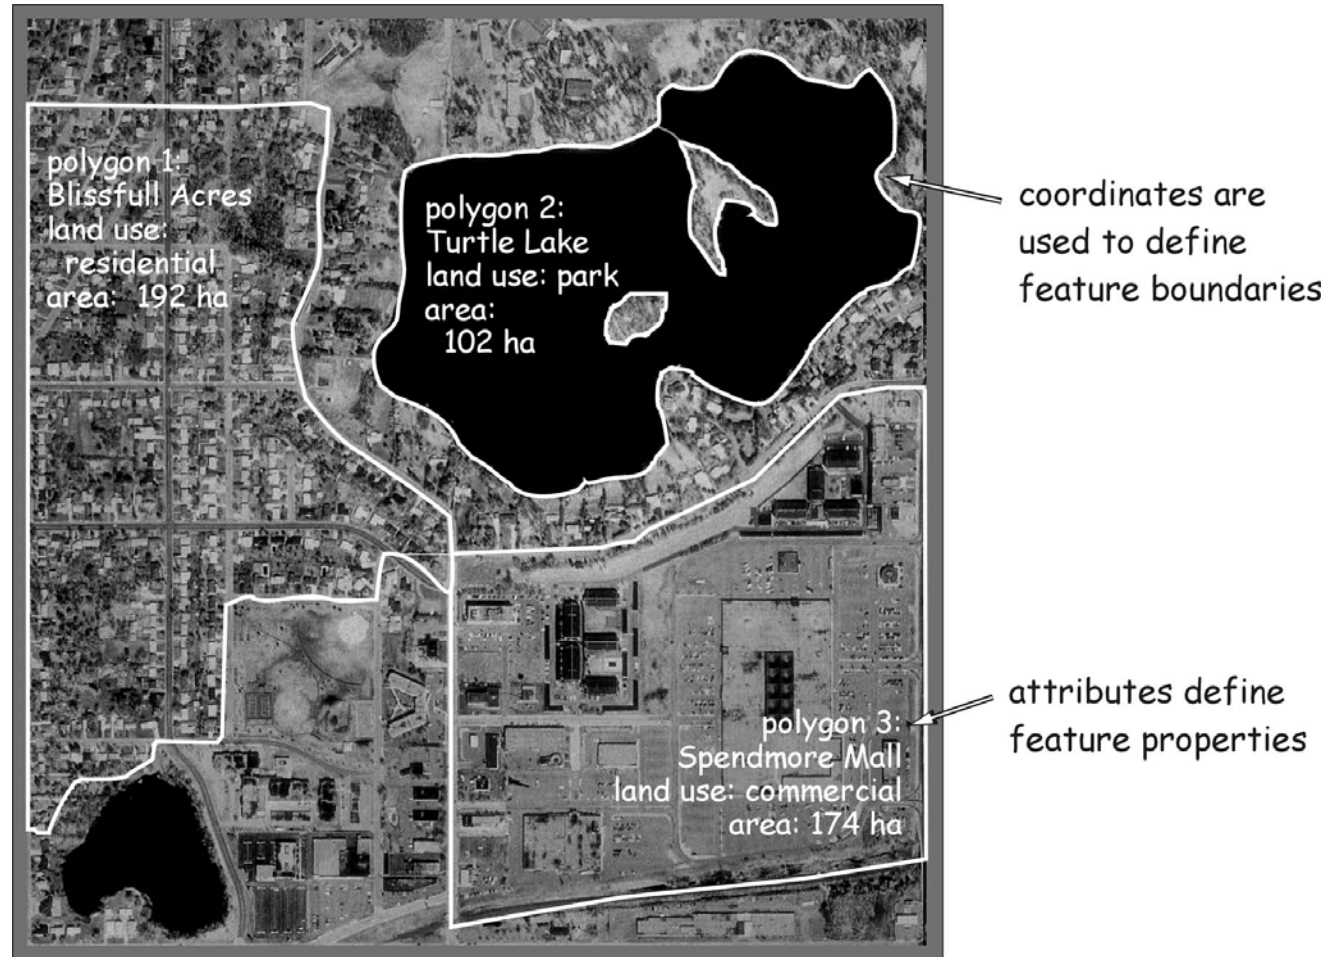 polygon 1:
Blissfull Acres
land use:
residential
area: 192 ha
polygon 2:
Turtle Lake
land use: park
area:
102 ha
coordinates are
used to define
feature boundaries
polygon 3:
Spendmore Mall
land use: commercial
area: 174 ha
attributes define
feature properties